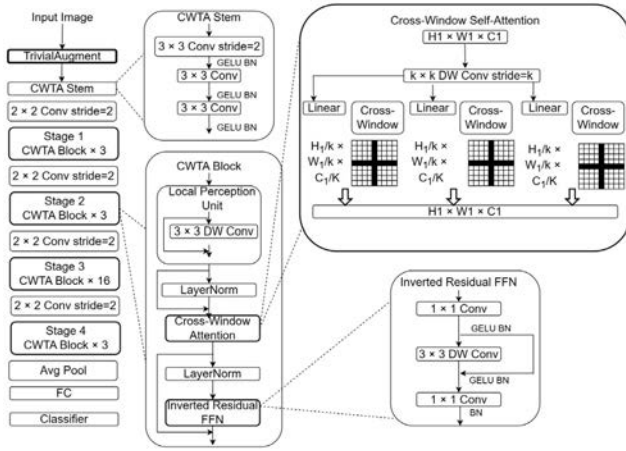 Input Image
TrivialAugment
CWTA Stem
2 × 2 Conv stride=2
Stage 1
CWTA Block × 3
2 × 2 Conv stride=2
Stage 2
CWTA Block × 3
2 × 2 Conv stride=2
Stage 3
CWTA Block × 16
2 × 2 Conv stride=2
Stage 4
CWTA Block × 3
Avg Pool
FC
Classifier
CWTA Stem
3 × 3 Conv stride=2
GELU BN
3 × 3 Conv
GELU BN
3 × 3 Conv
GELU BN
CWTA Block
Local Perception
Unit
3 × 3 DW Conv
LayerNorm
Cross-Window
Attention
LayerNorm
Inverted Residual
FFN
Cross-Window Self-Attention
H1 × W1 × C1
k × k DW Conv stride=k
Linear
Cross-
Window
H₁/k ×
W₁/k ×
C₁/K
Linear
Cross-
Window
H₁/k ×
W₁/k ×
C₁/K
Linear
Cross-
Window
H₁/k ×
W₁/k ×
C₁/K
H1 × W1 × C1
Inverted Residual FFN
1 × 1 Conv
GELU BN
3 × 3 DW Conv
GELU BN
1 × 1 Conv
BN